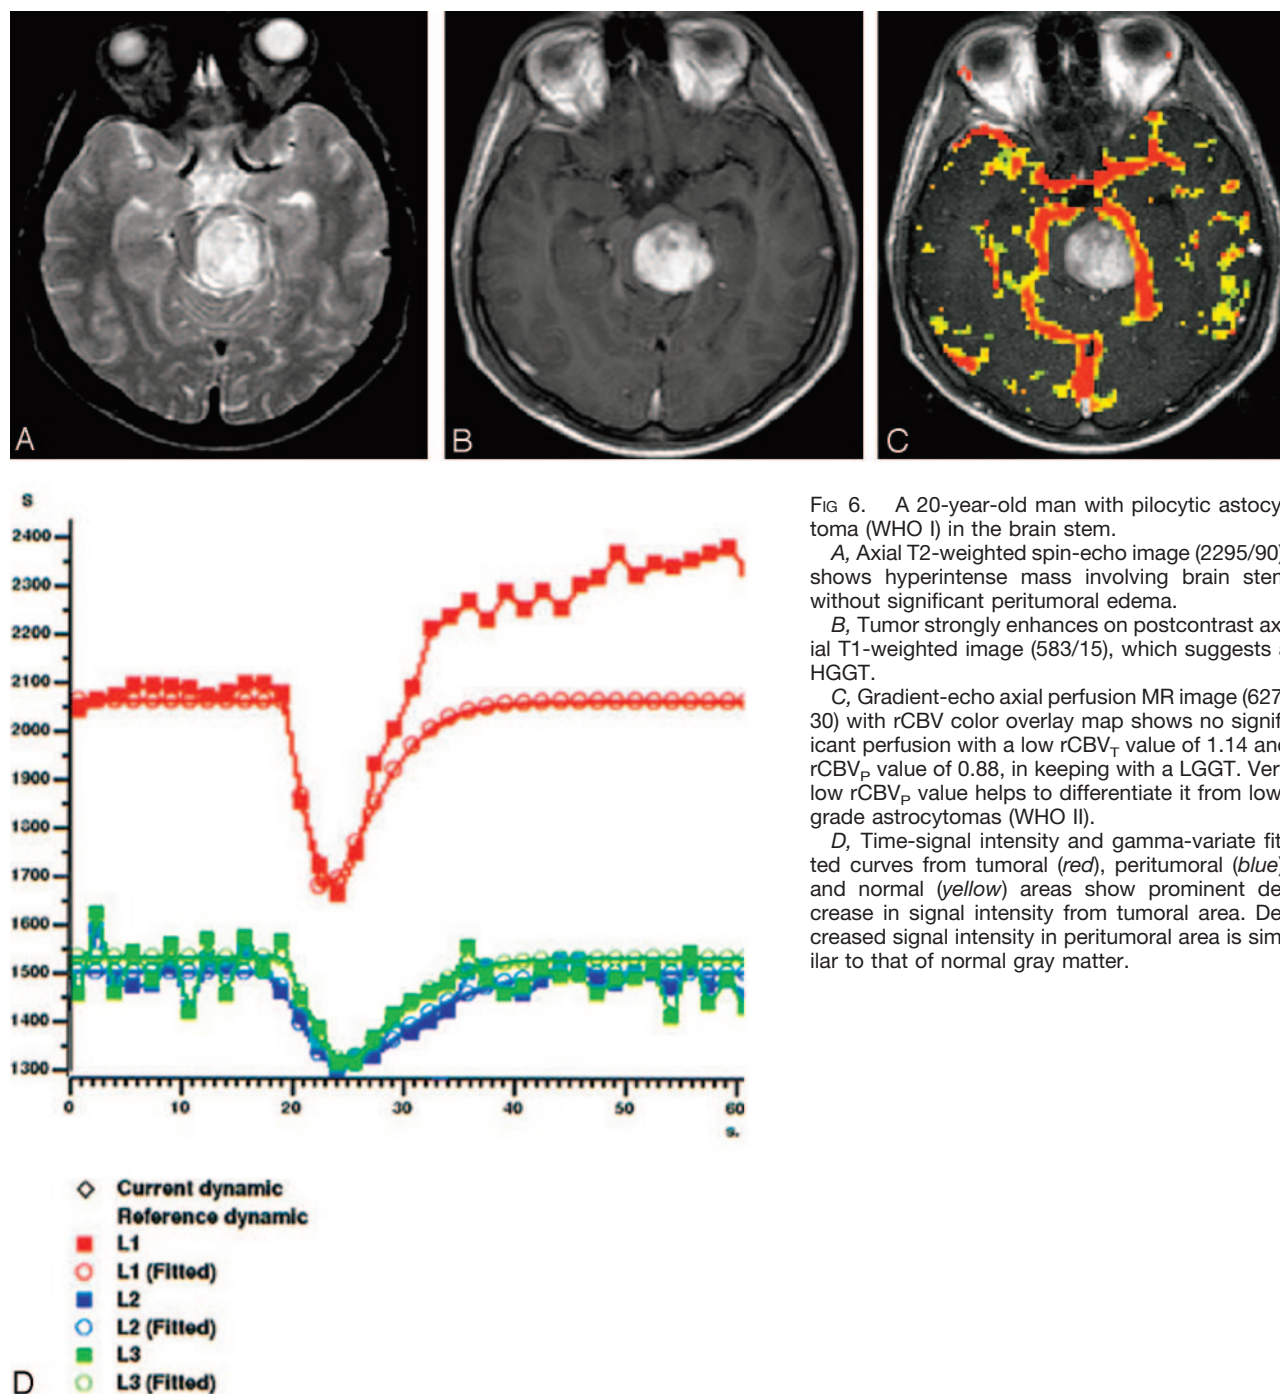 A
B
C
FIG 6. A 20-year-old man with pilocytic astocy-
toma (WHO I) in the brain stem.
A, Axial T2-weighted spin-echo image (2295/90)
shows hyperintense mass involving brain stem
without significant peritumoral edema.
B, Tumor strongly enhances on postcontrast ax-
ial T1-weighted image (583/15), which suggests a
HGGT.
C, Gradient-echo axial perfusion MR image (627
30) with rCBV color overlay map shows no signif-
icant perfusion with a low rCBVT value of 1.14 and
rCBVP value of 0.88, in keeping with a LGGT. Ver
low rCBVP value helps to differentiate it from low
grade astrocytomas (WHO II).
D, Time-signal intensity and gamma-variate fit-
ted curves from tumoral (red), peritumoral (blue)
and normal (yellow) areas show prominent de-
crease in signal intensity from tumoral area. De-
creased signal intensity in peritumoral area is sim-
ilar to that of normal gray matter.
S
2400
2300
2200
2100
2000
1900
1800
1700
1600
1500
1400
1300
0 10 20 30 40 50 60
s.
Current dynamic
Reference dynamic
L1
L1 (Fitted)
L2
L2 (Fitted)
L3
L3 (Fitted)
D